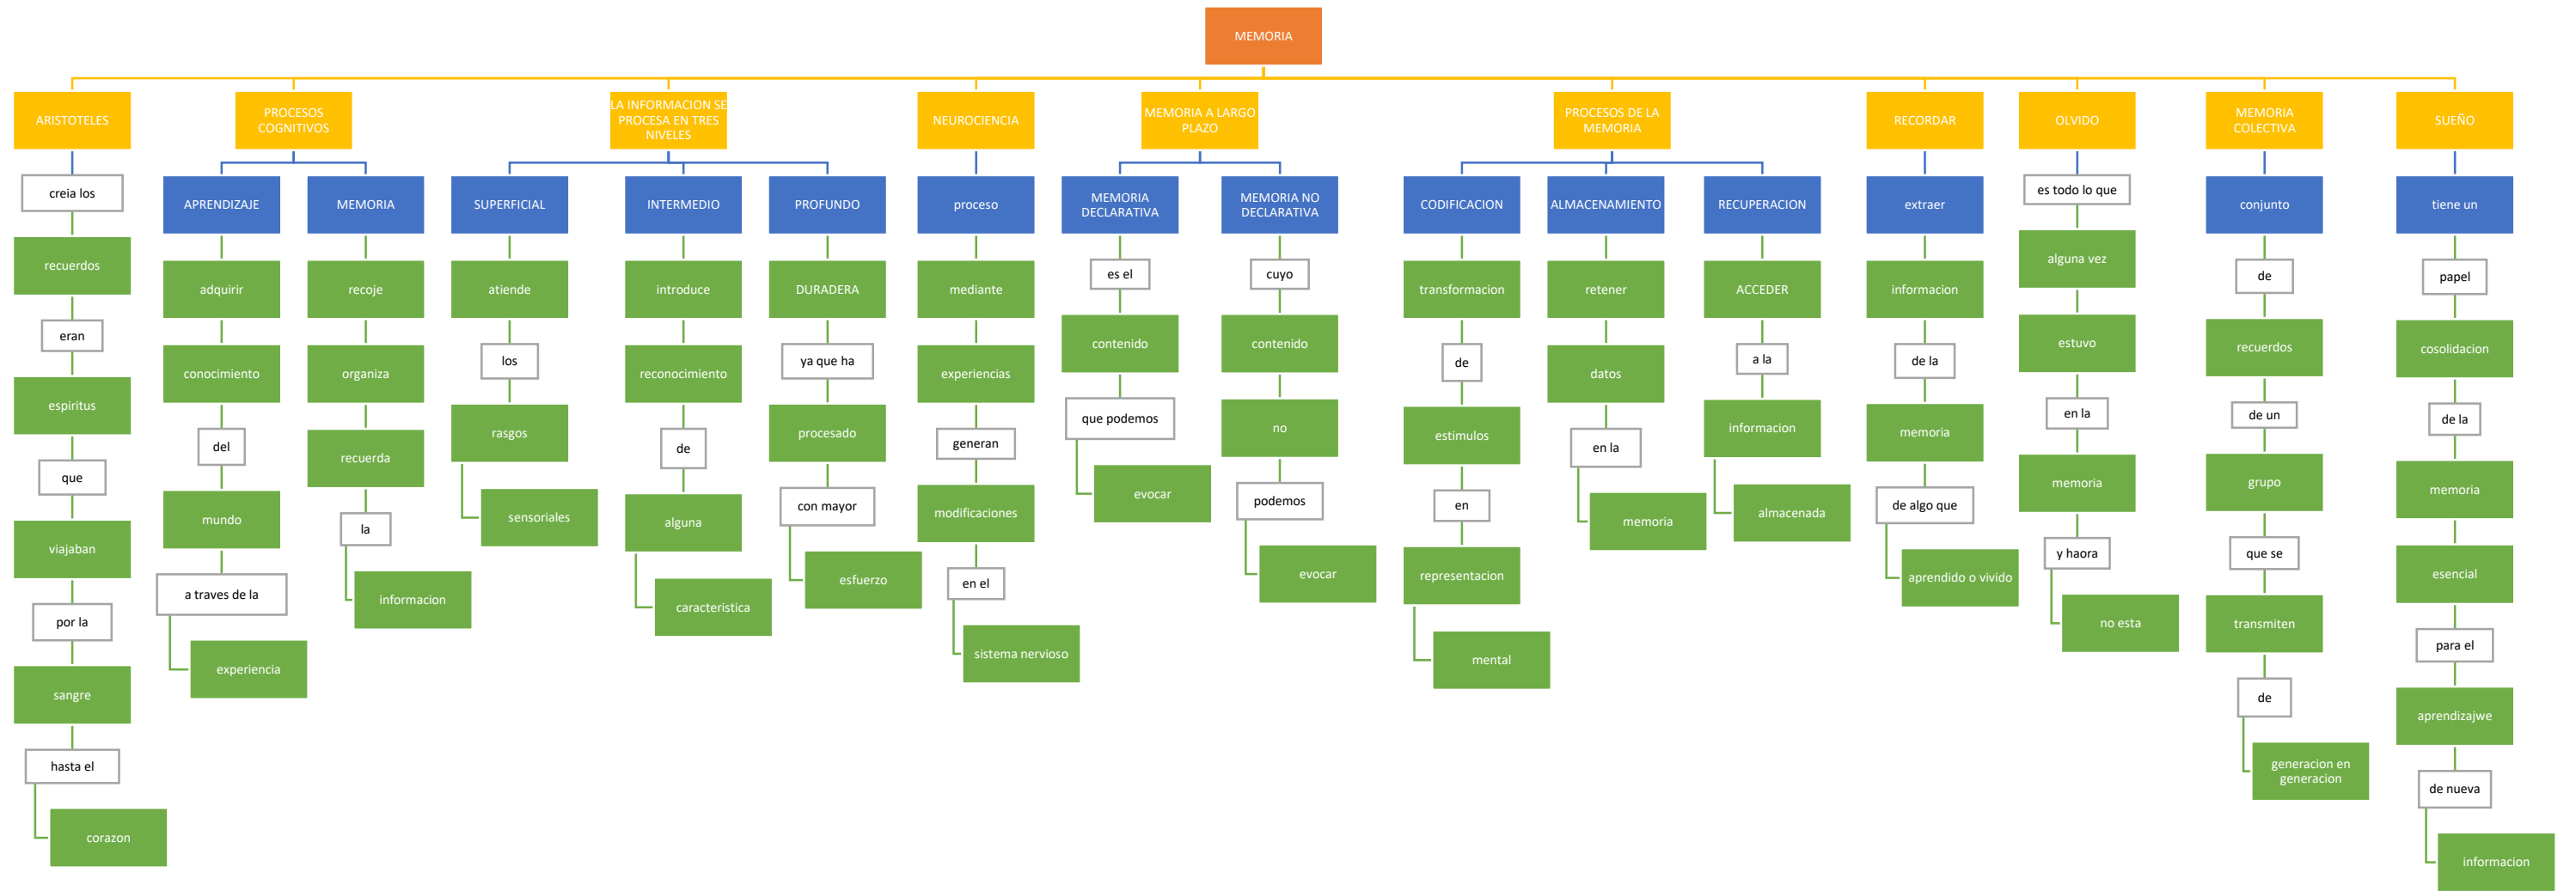 MEMORIA
ARISTOTELES
creia los
recuerdos
eran
espiritus
que
viajaban
por la
sangre
hasta el
corazon
PROCESOS
COGNITIVOS
APRENDIZAJE
adquirir
conocimiento
del
mundo
a traves de la
experiencia
MEMORIA
recoje
organiza
recuerda
la
informacion
LA INFORMACION SE
PROCESA EN TRES
NIVELES
SUPERFICIAL
atiende
los
rasgos
sensoriales
INTERMEDIO
introduce
reconocimiento
de
alguna
caracteristica
PROFUNDO
DURADERA
ya que ha
procesado
con mayor
esfuerzo
NEUROCIENCIA
proceso
mediante
experiencias
generan
modificaciones
en el
sistema nervioso
MEMORIA A LARGO
PLAZO
MEMORIA
DECLARATIVA
es el
contenido
que podemos
evocar
MEMORIA NO
DECLARATIVA
cuyo
contenido
no
podemos
evocar
PROCESOS DE LA
MEMORIA
CODIFICACION
transformacion
de
estimulos
en
representacion
mental
ALMACENAMIENTO
retener
datos
en la
memoria
RECUPERACION
ACCEDER
a la
informacion
almacenada
RECORDAR
extraer
informacion
de la
memoria
de algo que
aprendido o vivido
OLVIDO
es todo lo que
alguna vez
estuvo
en la
memoria
y haora
no esta
MEMORIA
COLECTIVA
conjunto
de
recuerdos
de un
grupo
que se
transmiten
de
generacion en
generacion
SUEÑO
tiene un
papel
cosolidacion
de la
memoria
esencial
para el
aprendizajwe
de nueva
informacion